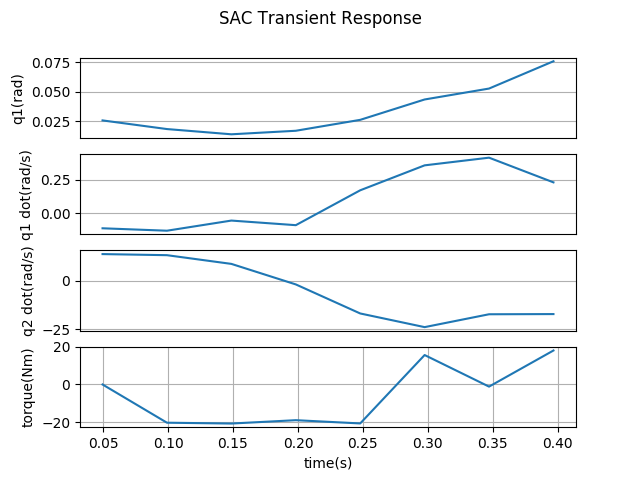 SAC Transient Response
0.075
0.050
0.025
q1(rad)
0.25
0.00
q1 dot(rad/s)
0
−25
q2 dot(rad/s)
20
0
−20
torque(Nm)
0.05 0.10 0.15 0.20 0.25 0.30 0.35 0.40
time(s)